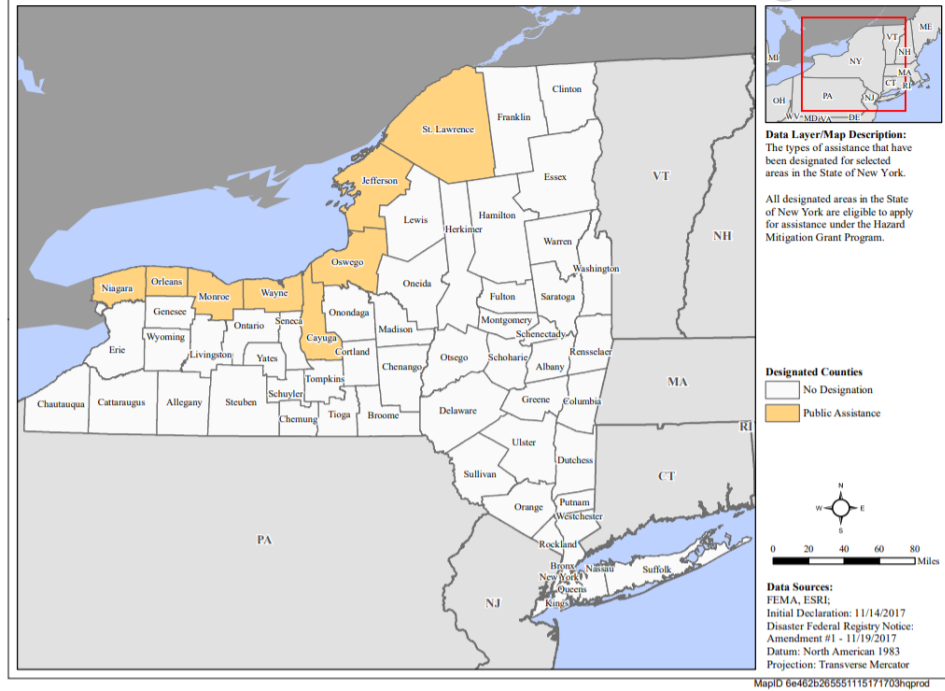 ME
VT
NH
MI
NY
MA
CT
RI
OH
PA
NJ
WV
MD
VA
DE
Data Layer/Map Description:
The types of assistance that have
been designated for selected
areas in the State of New York.
All designated areas in the State
of New York are eligible to apply
for assistance under the Hazard
Mitigation Grant Program.
Clinton
Franklin
St. Lawrence
Essex
VT
Jefferson
Lewis
Hamilton
Herkimer
NH
Warren
Oswego
Washington
Oneida
Niagara
Orleans
Monroe
Wayne
Fulton
Saratoga
Genesee
Onondaga
Ontario
Seneca
Montgomery
Madison
Wyoming
Cayuga
Schenectady
Erie
Livingston
Yates
Cortland
Otsego
Schoharie
Rensselaer
Chenango
Albany
Tompkins
MA
Schuyler
Chautauqua
Cattaraugus
Allegany
Steuben
Greene
Columbia
Chemung
Tioga
Broome
Delaware
RI
Ulster
Dutchess
Sullivan
CT
Orange
Putnam
Westchester
PA
Rockland
Bronx
Nassau
Suffolk
New York
Queens
NJ
Kings
Designated Counties
No Designation
Public Assistance
N
W
E
S
0 20 40 60 80
Miles
Data Sources:
FEMA, ESRI;
Initial Declaration: 11/14/2017
Disaster Federal Registry Notice:
Amendment #1 - 11/19/2017
Datum: North American 1983
Projection: Transverse Mercator
MapID 6e462b265551115171703hqprod